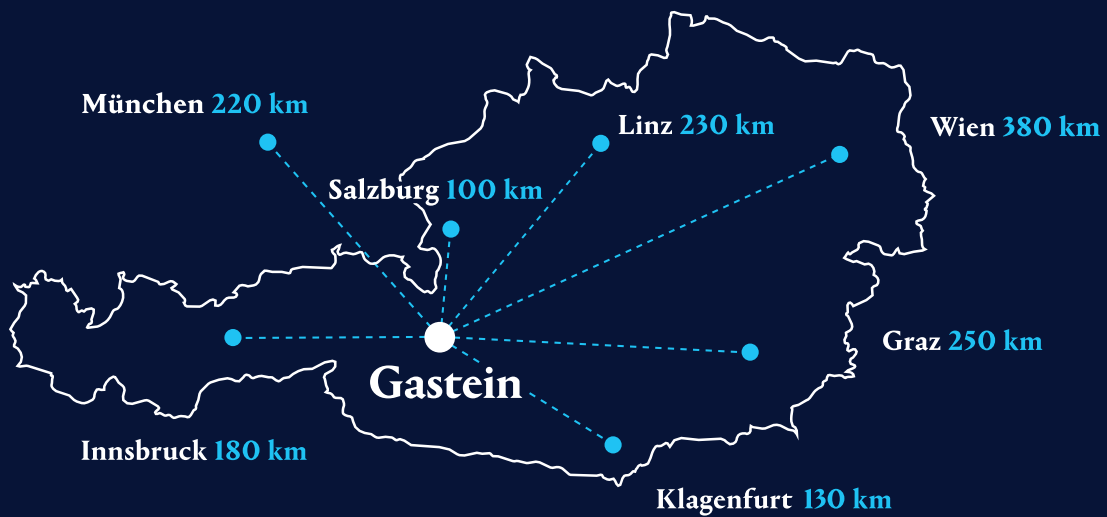 München 220 km
Linz 230 km
Wien 380 km
Salzburg 100 km
Graz 250 km
Gastein
Innsbruck 180 km
Klagenfurt 130 km